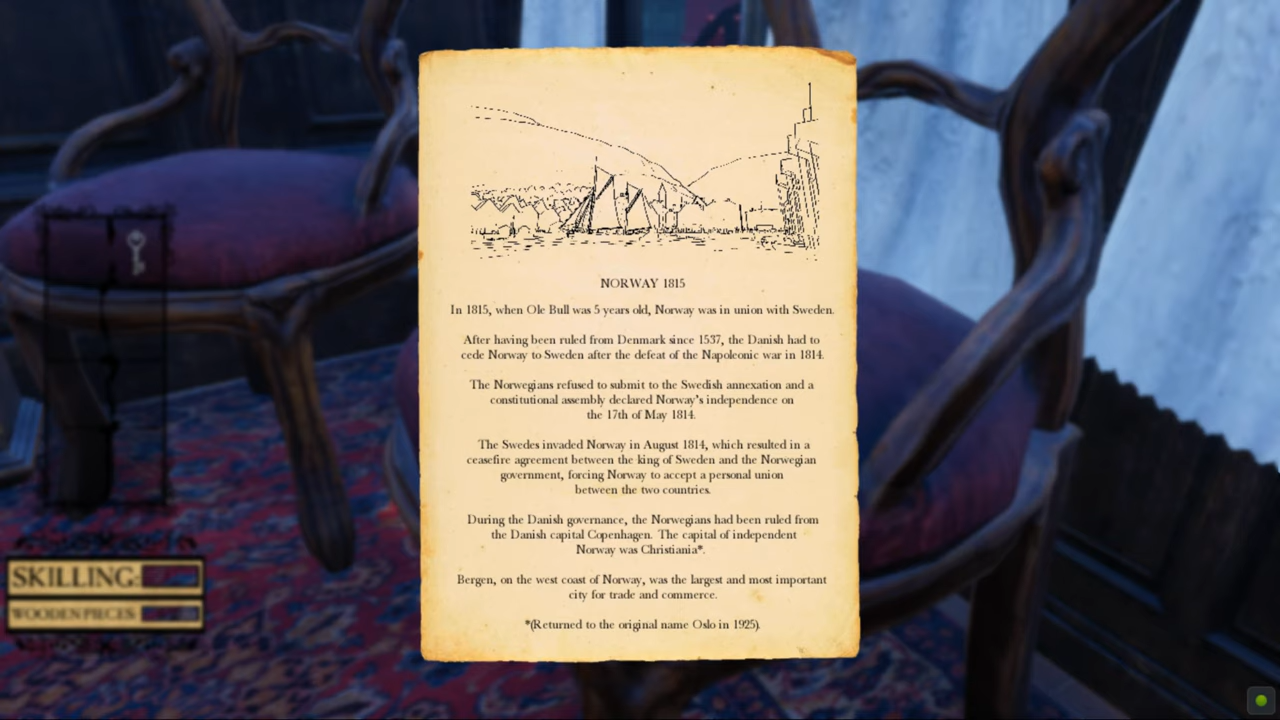 NORWAY 1815
In 1815, when Ole Bull was 5 years old, Norway was in union with Sweden.
After having been ruled from Denmark since 1537, the Danish had to
cede Norway to Sweden after the defeat of the Napoleonic war in 1814.
The Norwegians refused to submit to the Swedish annexation and a
constitutional assembly declared Norway's independence on
the 17th of May 1814.
The Swedes invaded Norway in August 1814, which resulted in a
ceasefire agreement between the king of Sweden and the Norwegian
government, forcing Norway to accept a personal union
between the two countries.
During the Danish governance, the Norwegians had been ruled from
the Danish capital Copenhagen. The capital of independent
Norway was Christiania*.
Bergen, on the west coast of Norway, was the largest and most important
city for trade and commerce.
*(Returned to the original name Oslo in 1925).
SKILLING:
WOODEN PIECES: